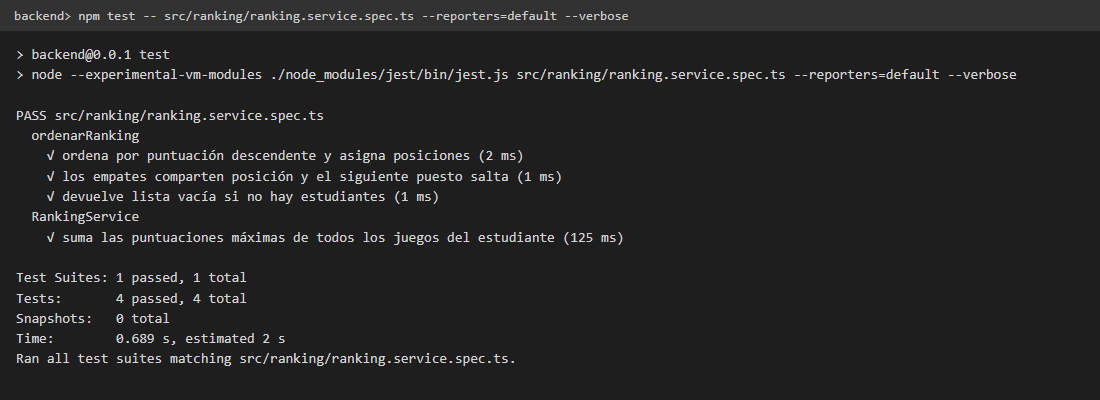 backend> npm test -- src/ranking/ranking.service.spec.ts --reporters=default --verbose
> backend@0.0.1 test
> node --experimental-vm-modules ./node_modules/jest/bin/jest.js src/ranking/ranking.service.spec.ts --reporters=default --verbose
PASS src/ranking/ranking.service.spec.ts
ordenarRanking
√ ordena por puntuación descendente y asigna posiciones (2 ms)
√ los empates comparten posición y el siguiente puesto salta (1 ms)
√ devuelve lista vacía si no hay estudiantes (1 ms)
RankingService
√ suma las puntuaciones máximas de todos los juegos del estudiante (125 ms)
Test Suites: 1 passed, 1 total
Tests: 4 passed, 4 total
Snapshots: 0 total
Time: 0.689 s, estimated 2 s
Ran all test suites matching src/ranking/ranking.service.spec.ts.